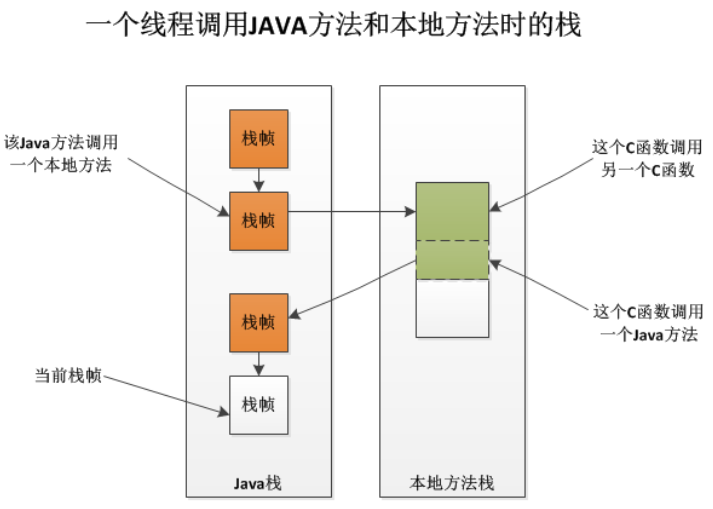 一个线程调用JAVA方法和本地方法时的栈
该Java方法调用
一个本地方法
栈帧
栈帧
栈帧
当前栈帧
栈帧
Java栈
这个C函数调用
另一个C函数
这个C函数调用
一个Java方法
本地方法栈